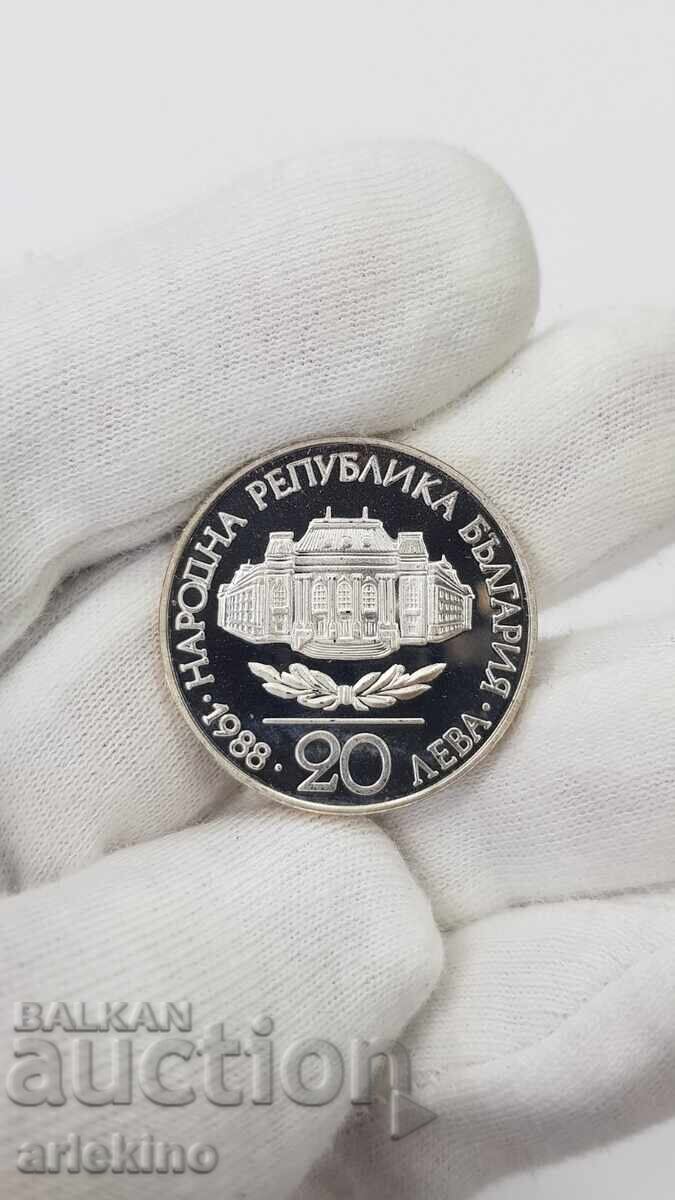 · НАРОДНА РЕПУБЛИКА БЪЛГАРИЯ ·
1988 · 20 ЛЕВА
BALKAN
auction
arlekino